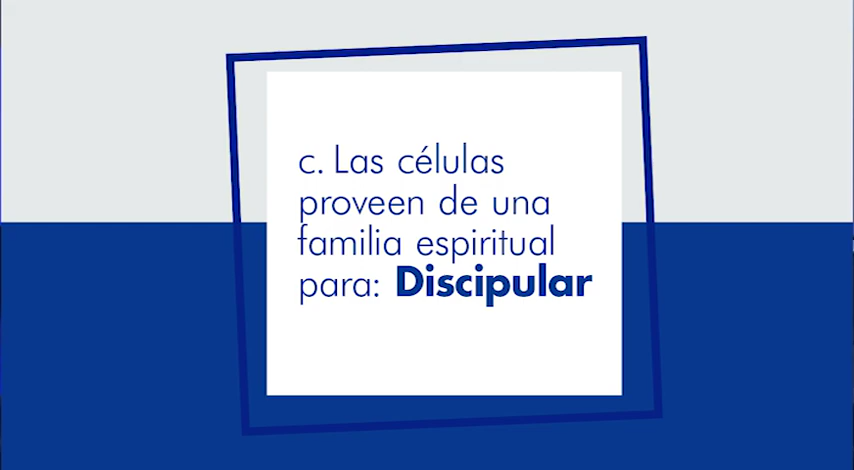 c. Las células
proveen de una
familia espiritual
para: Discipular